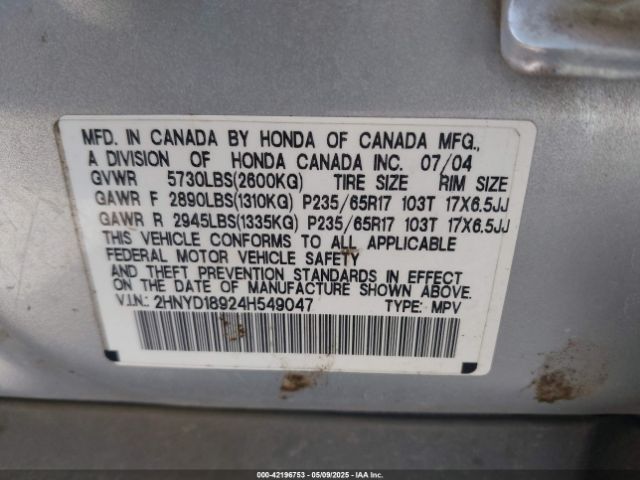 MFD. IN CANADA BY HONDA OF CANADA MFG.,
A DIVISION OF HONDA CANADA INC. 07/04
GVWR 5730LBS(2600KG) TIRE SIZE RIM SIZE
GAWR F 2890LBS(1310KG) P235/65R17 103T 17X6.5JJ
GAWR R 2945LBS(1335KG) P235/65R17 103T 17X6.5JJ
THIS VEHICLE CONFORMS TO ALL APPLICABLE
FEDERAL MOTOR VEHICLE SAFETY
AND THEFT PREVENTION STANDARDS IN EFFECT
ON THE DATE OF MANUFACTURE SHOWN ABOVE.
V.I.N.: 2HNYD18924H549047 TYPE: MPV
000-42196753 - 05/09/2025 - IAAI.CA